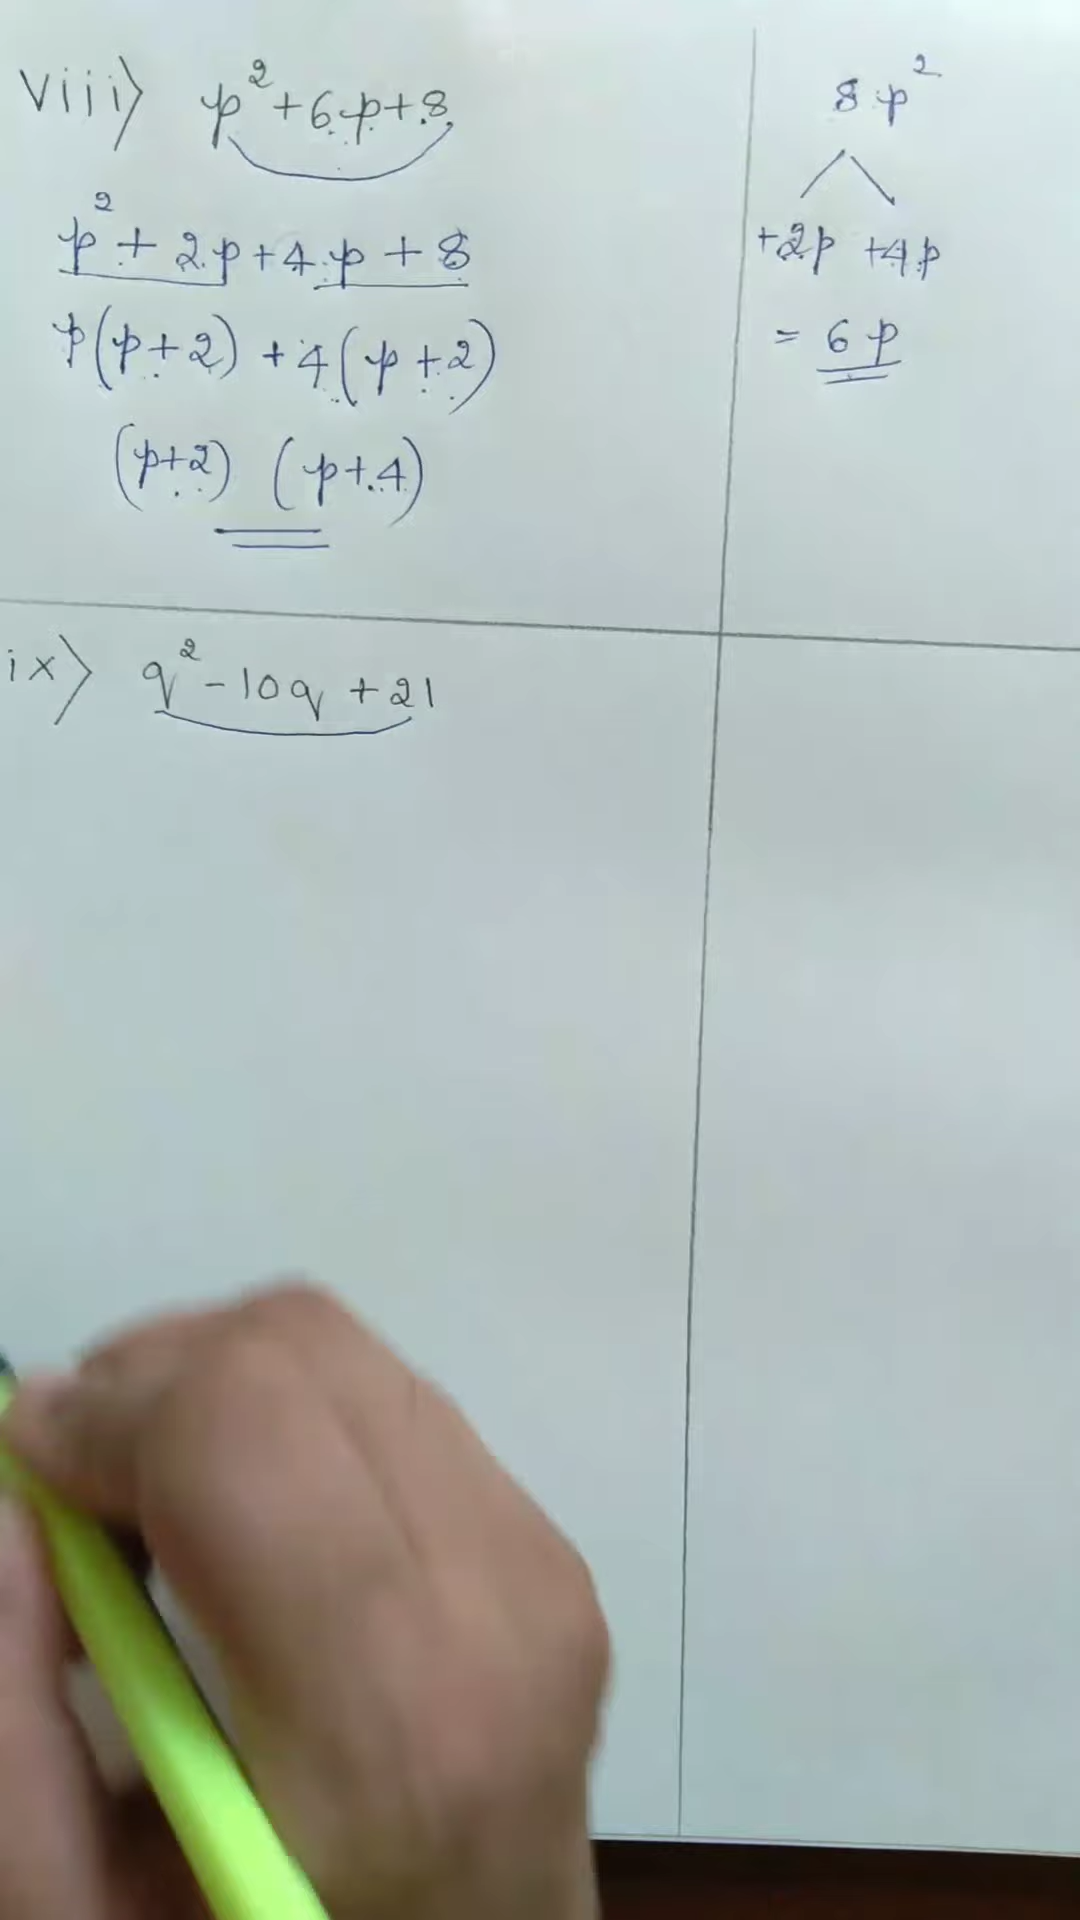 viii) p² + 6p + 8
p² + 2p + 4p + 8
p(p+2) + 4(p+2)
(p+2) (p+4)
8p²
+2p +4p
= 6p
ix) q² - 10q + 21